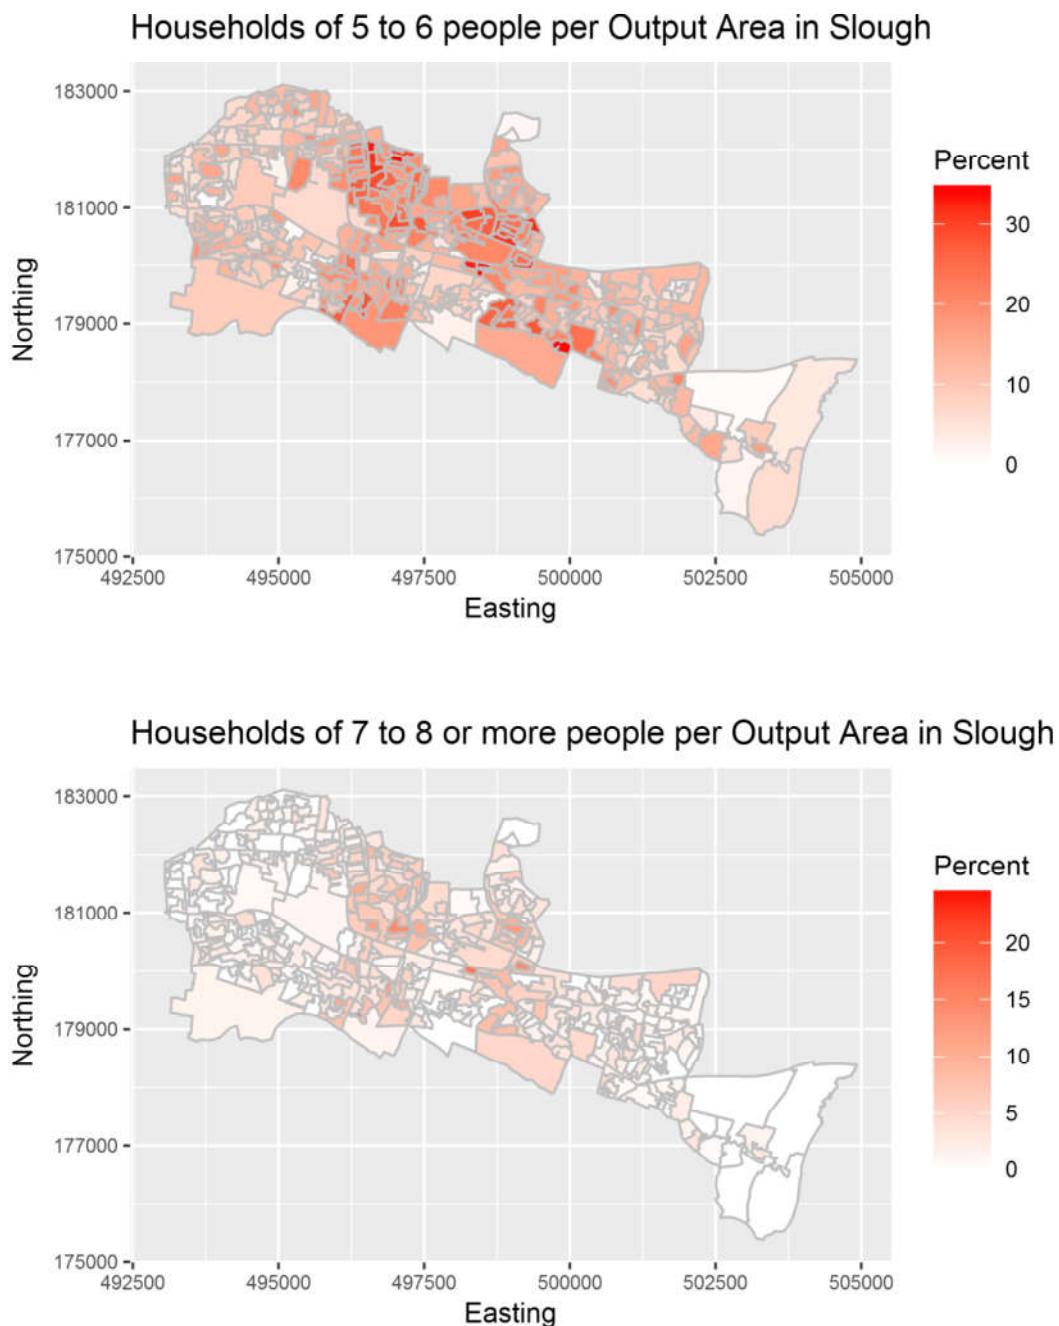 Households of 5 to 6 people per Output Area in Slough
183000
181000
179000
177000
175000
Northing
492500 495000 497500 500000 502500 505000
Easting
Percent
30
20
10
0
Households of 7 to 8 or more people per Output Area in Slough
183000
181000
179000
177000
175000
Northing
492500 495000 497500 500000 502500 505000
Easting
Percent
20
15
10
5
0